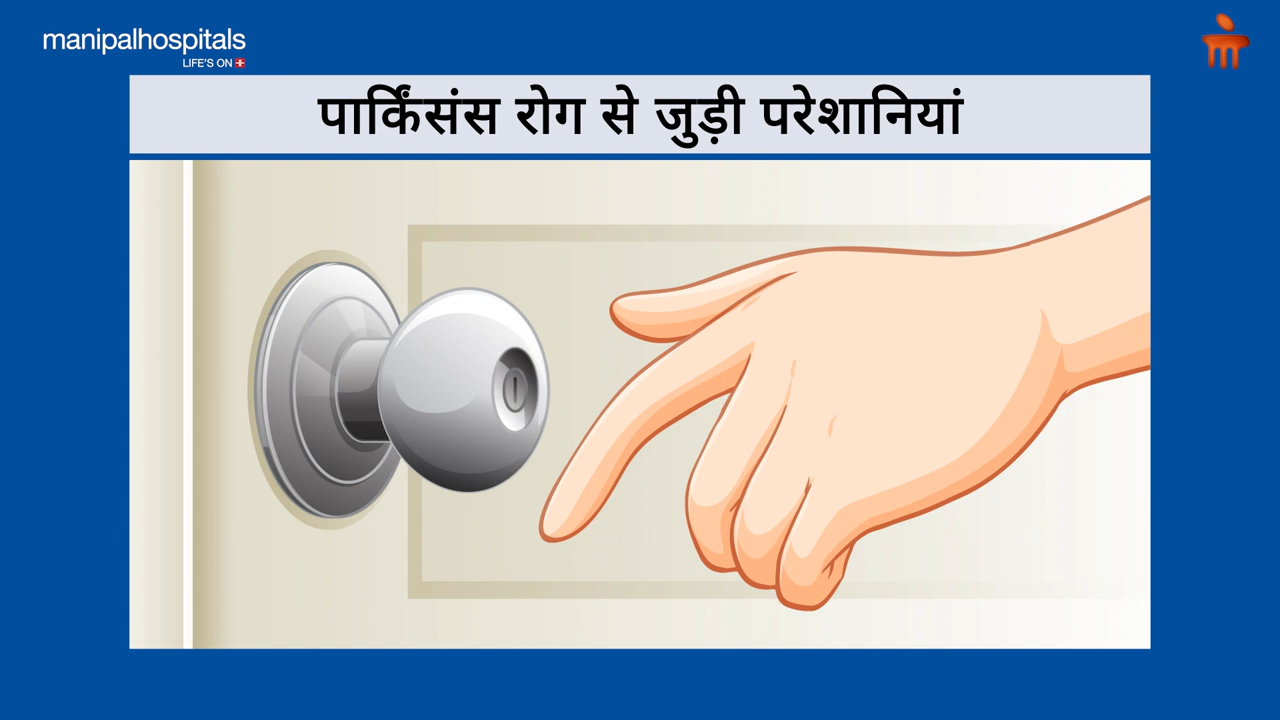 manipalhospitals
LIFE'S ON
पार्किंसंस रोग से जुड़ी परेशानियां